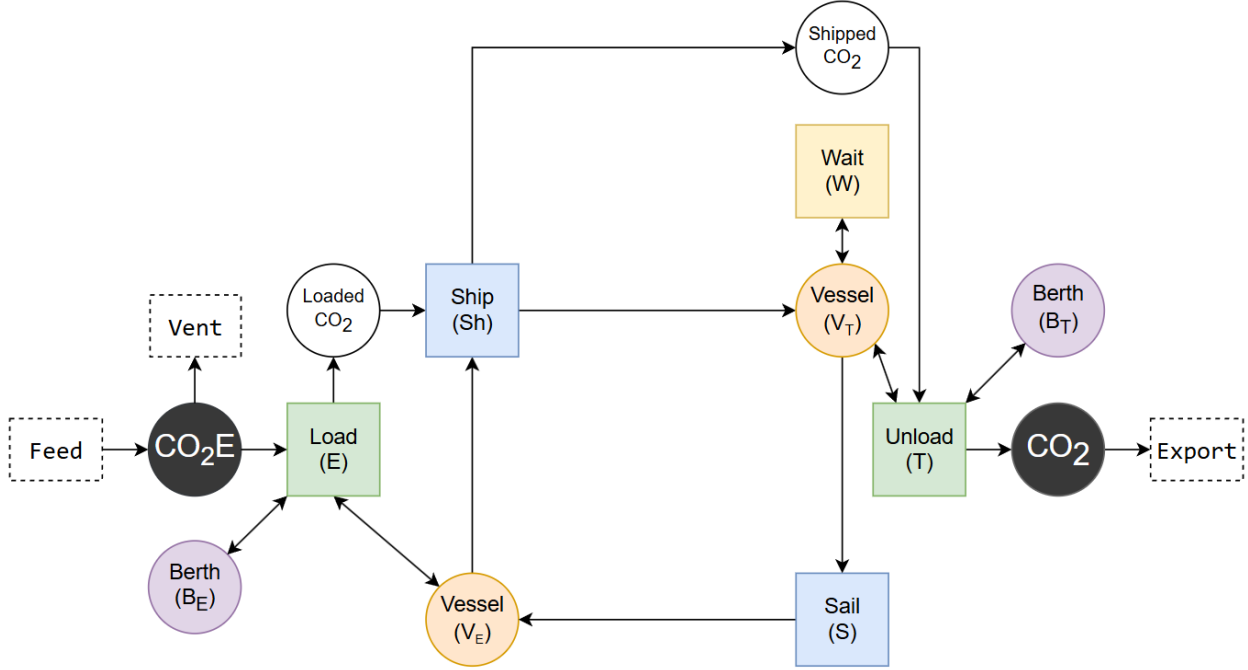 Shipped
CO2
Wait
(W)
Loaded
CO2
Ship
(Sh)
Vessel
(VT)
Berth
(BT)
Vent
Feed
CO2E
Load
(E)
Unload
(T)
CO2
Export
Berth
(BE)
Vessel
(VE)
Sail
(S)